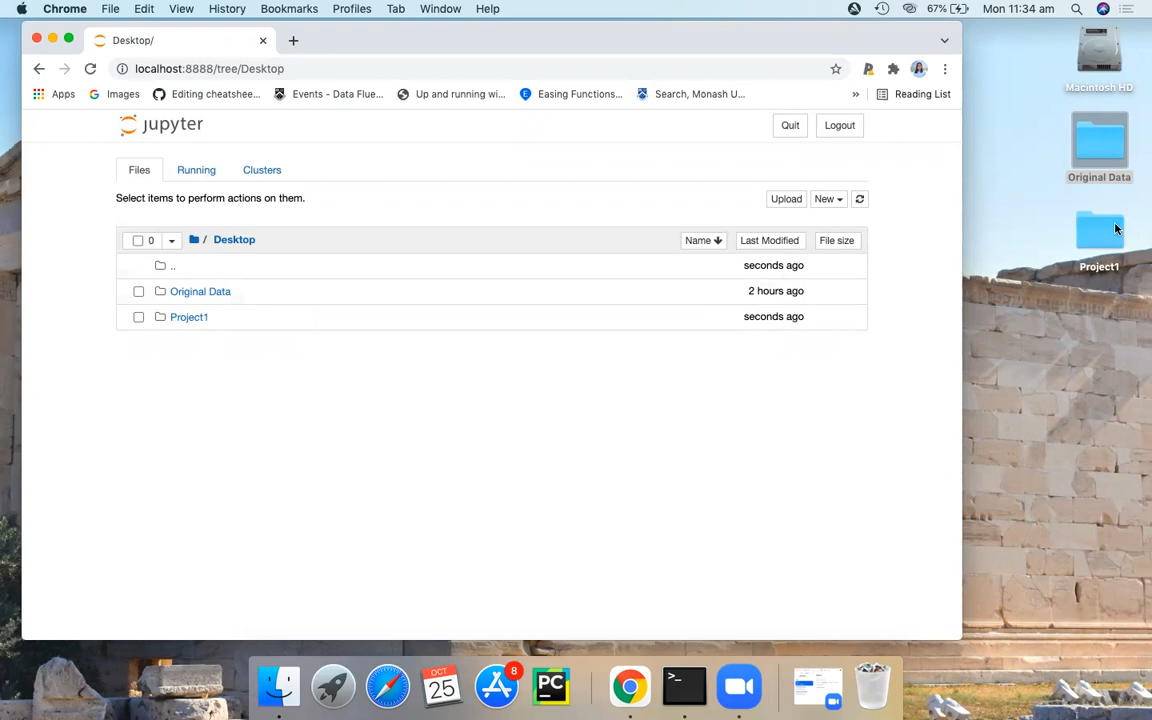 Chrome File Edit View History Bookmarks Profiles Tab Window Help 67% Mon 11:34 am
Desktop/
localhost:8888/tree/Desktop
Apps Images Editing cheatshee... Events - Data Flue... Up and running wi... Easing Functions... Search, Monash U... » Reading List
jupyter Quit Logout
Files Running Clusters
Select items to perform actions on them. Upload New
0 / Desktop Name Last Modified File size
.. seconds ago
Original Data 2 hours ago
Project1 seconds ago
Macintosh HD
Original Data
Project1
OCT
25
8
PC
>_